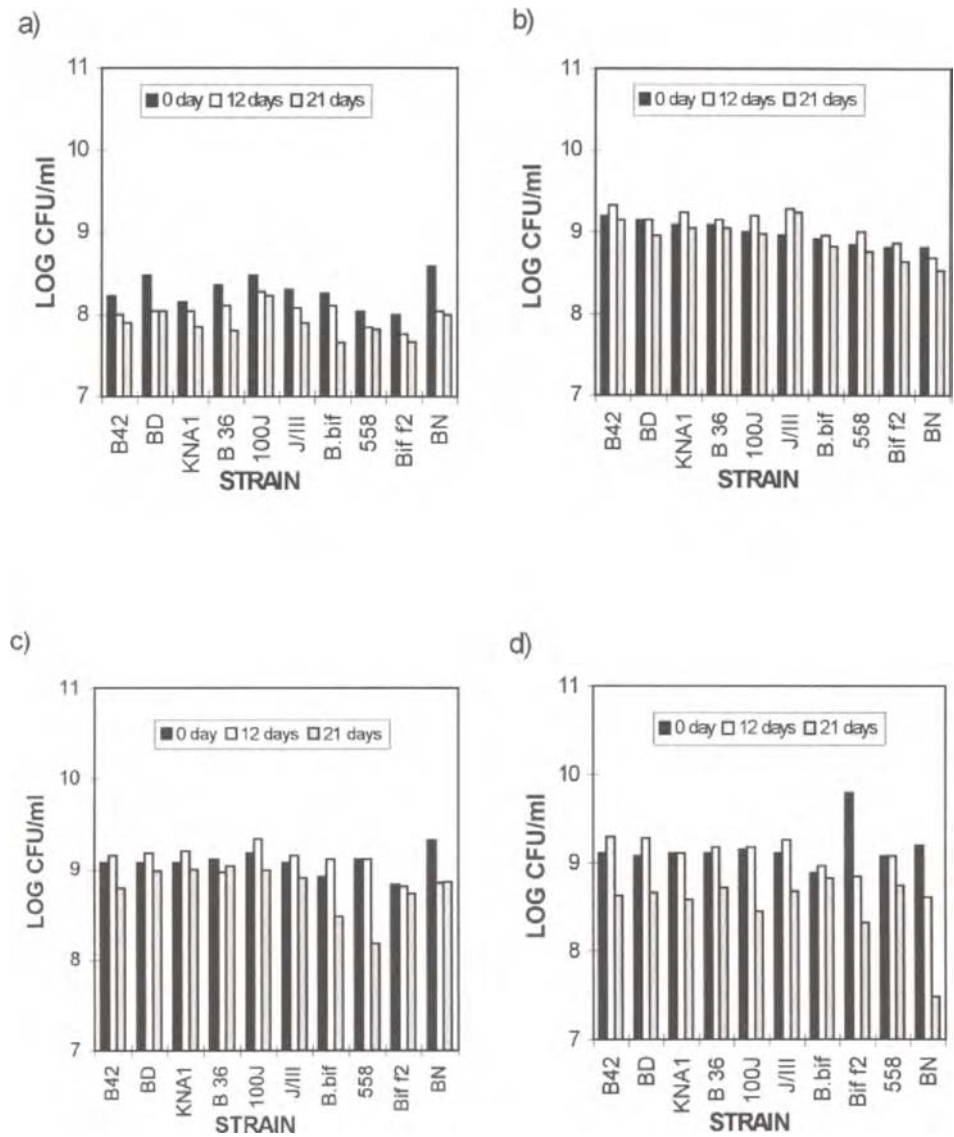 a)
11
10
9
8
7
LOG CFU/ml
0 day 12 days 21 days
B42 BD KNA1 B 36 100J J/III B.bif 558 Bif f2 BN
STRAIN
b)
11
10
9
8
7
LOG CFU/ml
0 day 12 days 21 days
B42 BD KNA1 B 36 100J J/III B.bif 558 Bif f2 BN
STRAIN
c)
11
10
9
8
7
LOG CFU/ml
0 day 12 days 21 days
B42 BD KNA1 B 36 100J J/III B.bif 558 Bif f2 BN
STRAIN
d)
11
10
9
8
7
LOG CFU/ml
0 day 12 days 21 days
B42 BD KNA1 B 36 100J J/III B.bif Bif f2 558 BN
STRAIN